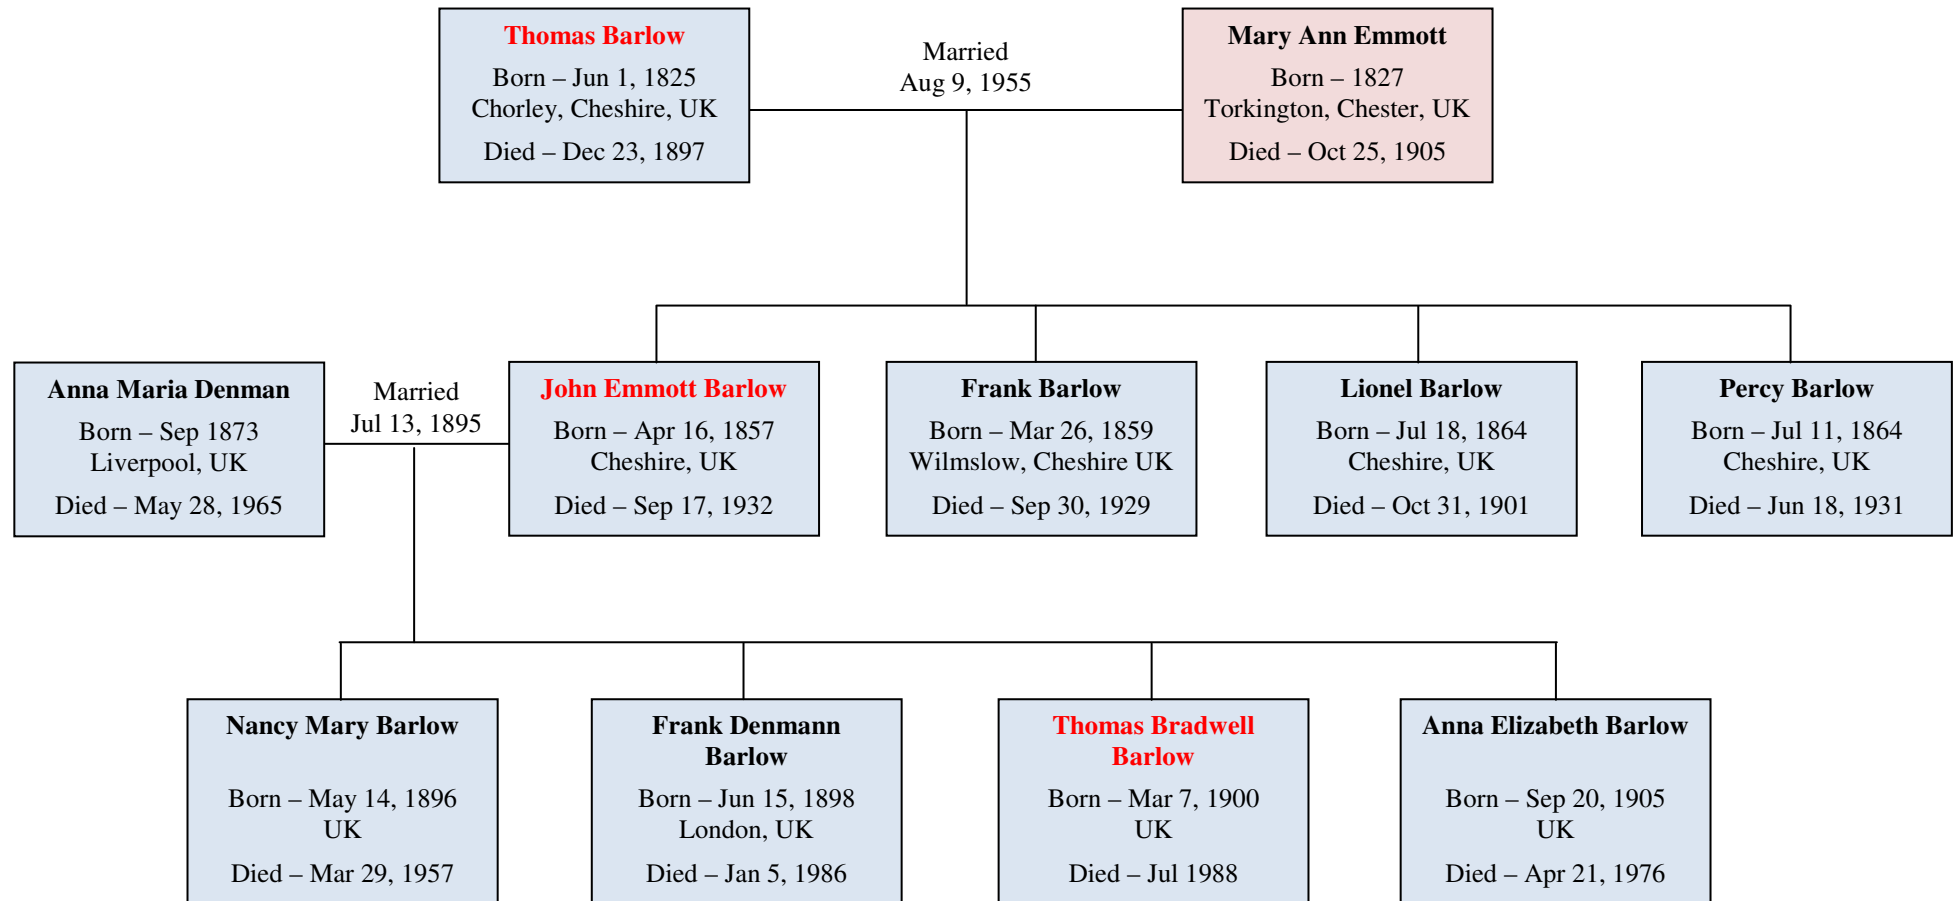 Thomas Barlow
Born – Jun 1, 1825
Chorley, Cheshire, UK
Died – Dec 23, 1897
Married
Aug 9, 1955
Mary Ann Emmott
Born – 1827
Torkington, Chester, UK
Died – Oct 25, 1905
Anna Maria Denman
Born – Sep 1873
Liverpool, UK
Died – May 28, 1965
Married
Jul 13, 1895
John Emmott Barlow
Born – Apr 16, 1857
Cheshire, UK
Died – Sep 17, 1932
Frank Barlow
Born – Mar 26, 1859
Wilmslow, Cheshire UK
Died – Sep 30, 1929
Lionel Barlow
Born – Jul 18, 1864
Cheshire, UK
Died – Oct 31, 1901
Percy Barlow
Born – Jul 11, 1864
Cheshire, UK
Died – Jun 18, 1931
Nancy Mary Barlow
Born – May 14, 1896
UK
Died – Mar 29, 1957
Frank Denmann
Barlow
Born – Jun 15, 1898
London, UK
Died – Jan 5, 1986
Thomas Bradwell
Barlow
Born – Mar 7, 1900
UK
Died – Jul 1988
Anna Elizabeth Barlow
Born – Sep 20, 1905
UK
Died – Apr 21, 1976